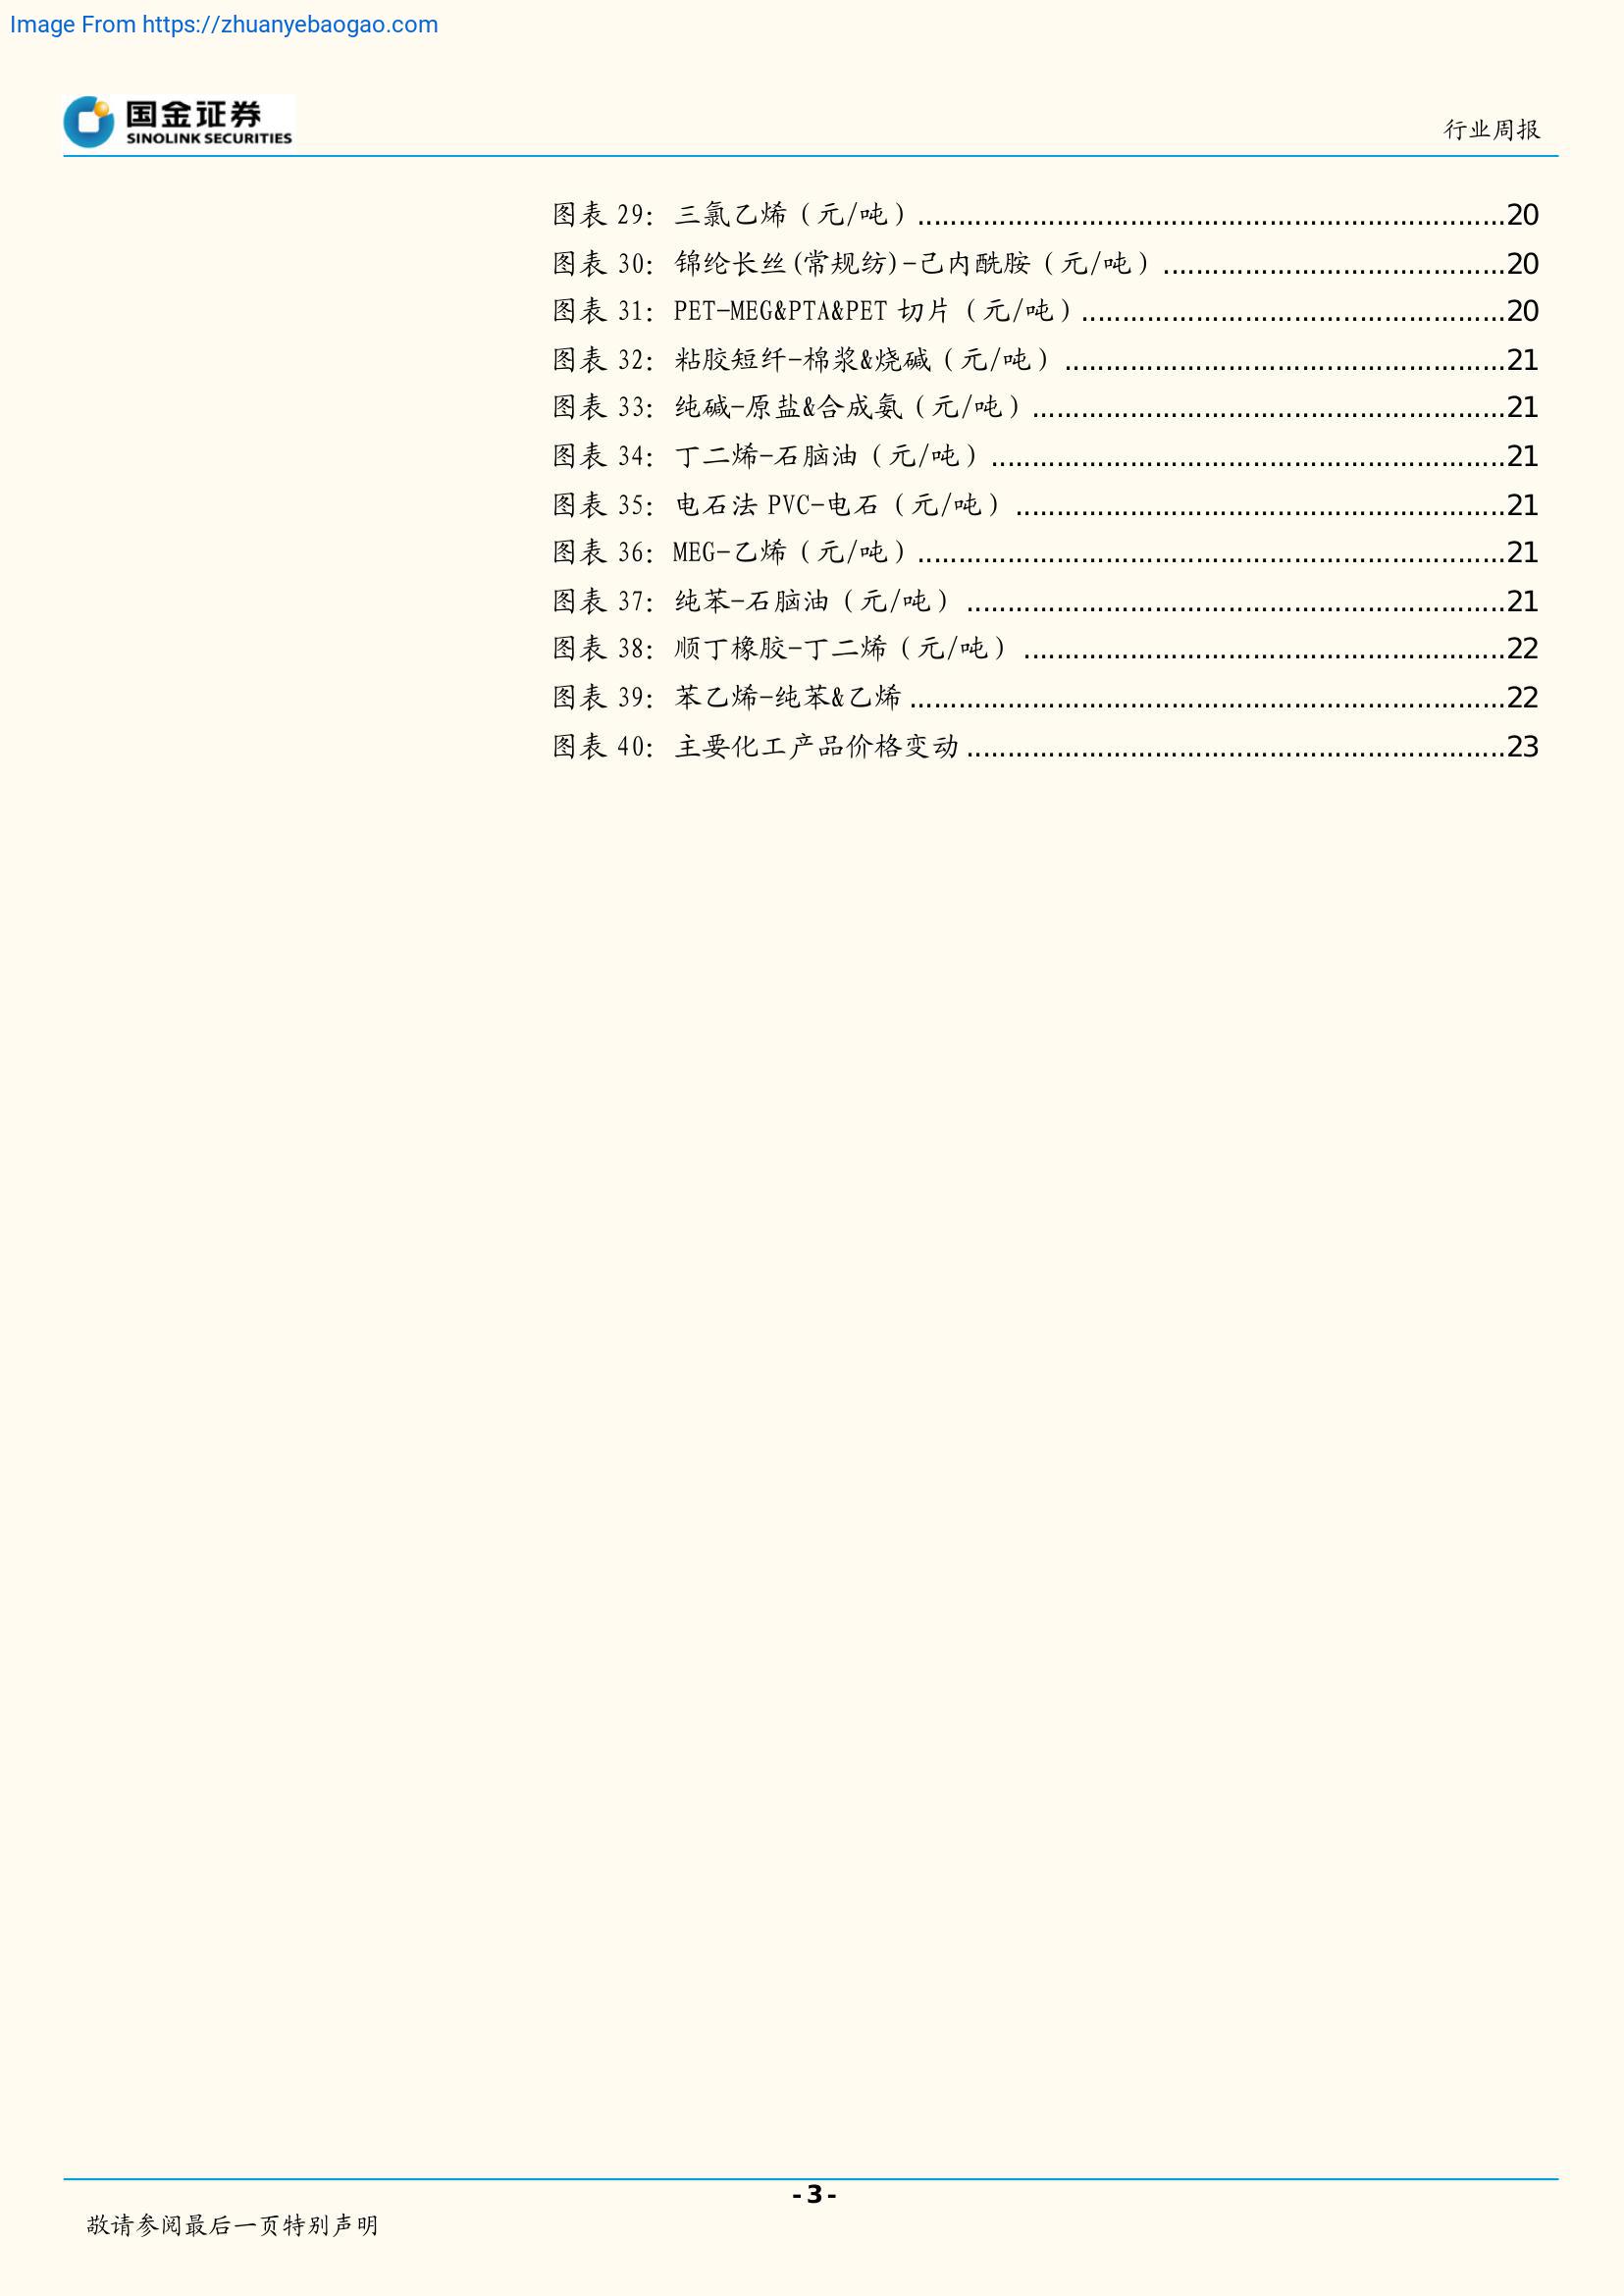 Image From https://zhuanyebaogao.com
国金证券
SINOLINK SECURITIES
行业周报
图表 29：三氯乙烯（元/吨）........................................................................20
图表 30：锦纶长丝(常规纺)-己内酰胺（元/吨）..........................................20
图表 31：PET-MEG&PTA&PET 切片（元/吨）....................................................20
图表 32：粘胶短纤-棉浆&烧碱（元/吨）......................................................21
图表 33：纯碱-原盐&合成氨（元/吨）..........................................................21
图表 34：丁二烯-石脑油（元/吨）...............................................................21
图表 35：电石法 PVC-电石（元/吨）............................................................21
图表 36：MEG-乙烯（元/吨）........................................................................21
图表 37：纯苯-石脑油（元/吨）..................................................................21
图表 38：顺丁橡胶-丁二烯（元/吨）...........................................................22
图表 39：苯乙烯-纯苯&乙烯.........................................................................22
图表 40：主要化工产品价格变动..................................................................23
- 3 -
敬请参阅最后一页特别声明